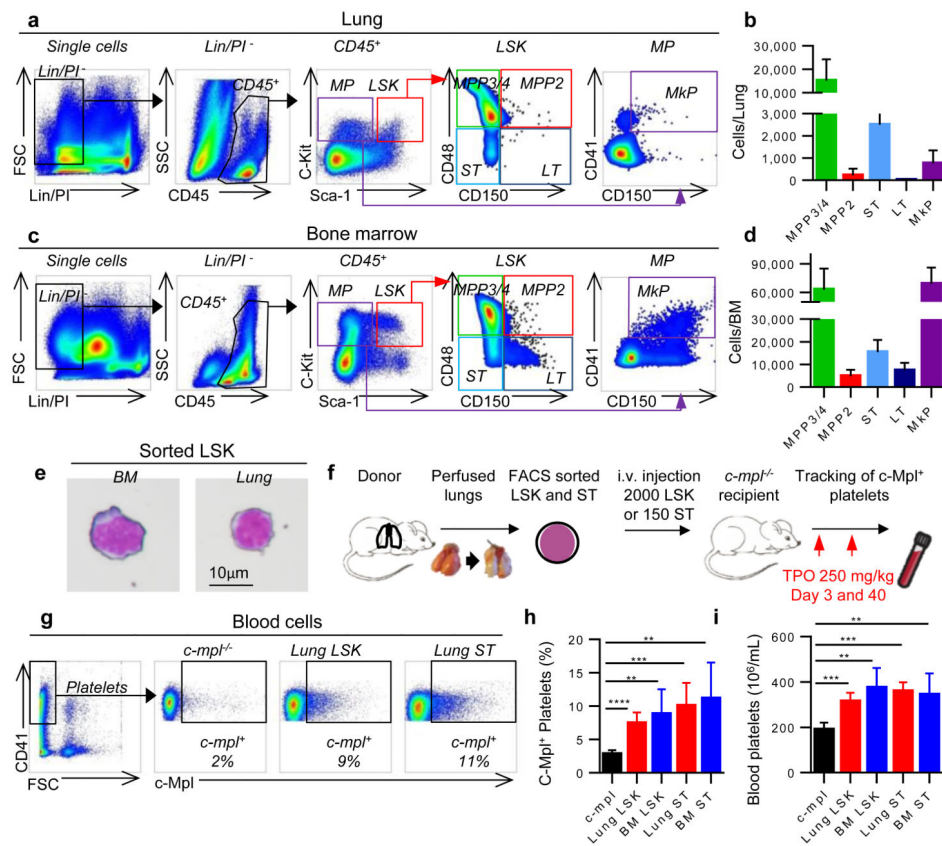 a
Lung
Single cells
Lin/PI -
CD45+
LSK
MP
Lin/PI -
FSC
Lin/PI
CD45+
SSC
CD45
MP LSK
C-Kit
Sca-1
MPP3/4 MPP2
ST LT
CD48
CD150
MkP
CD41
CD150
b
Cells/Lung
30,000
20,000
10,000
3,000
2,000
1,000
0
MPP3/4
MPP2
ST
LT
MkP
c
Bone marrow
Single cells
Lin/PI -
CD45+
LSK
MP
Lin/PI
FSC
Lin/PI
CD45+
SSC
CD45
MP LSK
C-Kit
Sca-1
MPP3/4 MPP2
ST LT
CD48
CD150
MkP
CD41
CD150
d
Cells/BM
90,000
60,000
30,000
20,000
10,000
0
MPP3/4
MPP2
ST
LT
MkP
e
Sorted LSK
BM Lung
10µm
f
Donor
Perfused
lungs
FACS sorted
LSK and ST
i.v. injection
2000 LSK
or 150 ST
c-mpl-/-
recipient
Tracking of c-Mpl+
platelets
TPO 250 mg/kg
Day 3 and 40
g
Blood cells
Platelets
CD41
FSC
c-mpl-/-
Lung LSK
Lung ST
c-mpl+
2%
c-mpl+
9%
c-mpl+
11%
c-Mpl
h
C-Mpl+ Platelets (%)
20
15
10
5
0
**
***
**
****
c-mpl
Lung LSK
BM LSK
Lung ST
BM ST
i
Blood platelets (10⁶/mL)
600
400
200
0
**
***
**
***
c-mpl
Lung LSK
BM LSK
Lung ST
BM ST